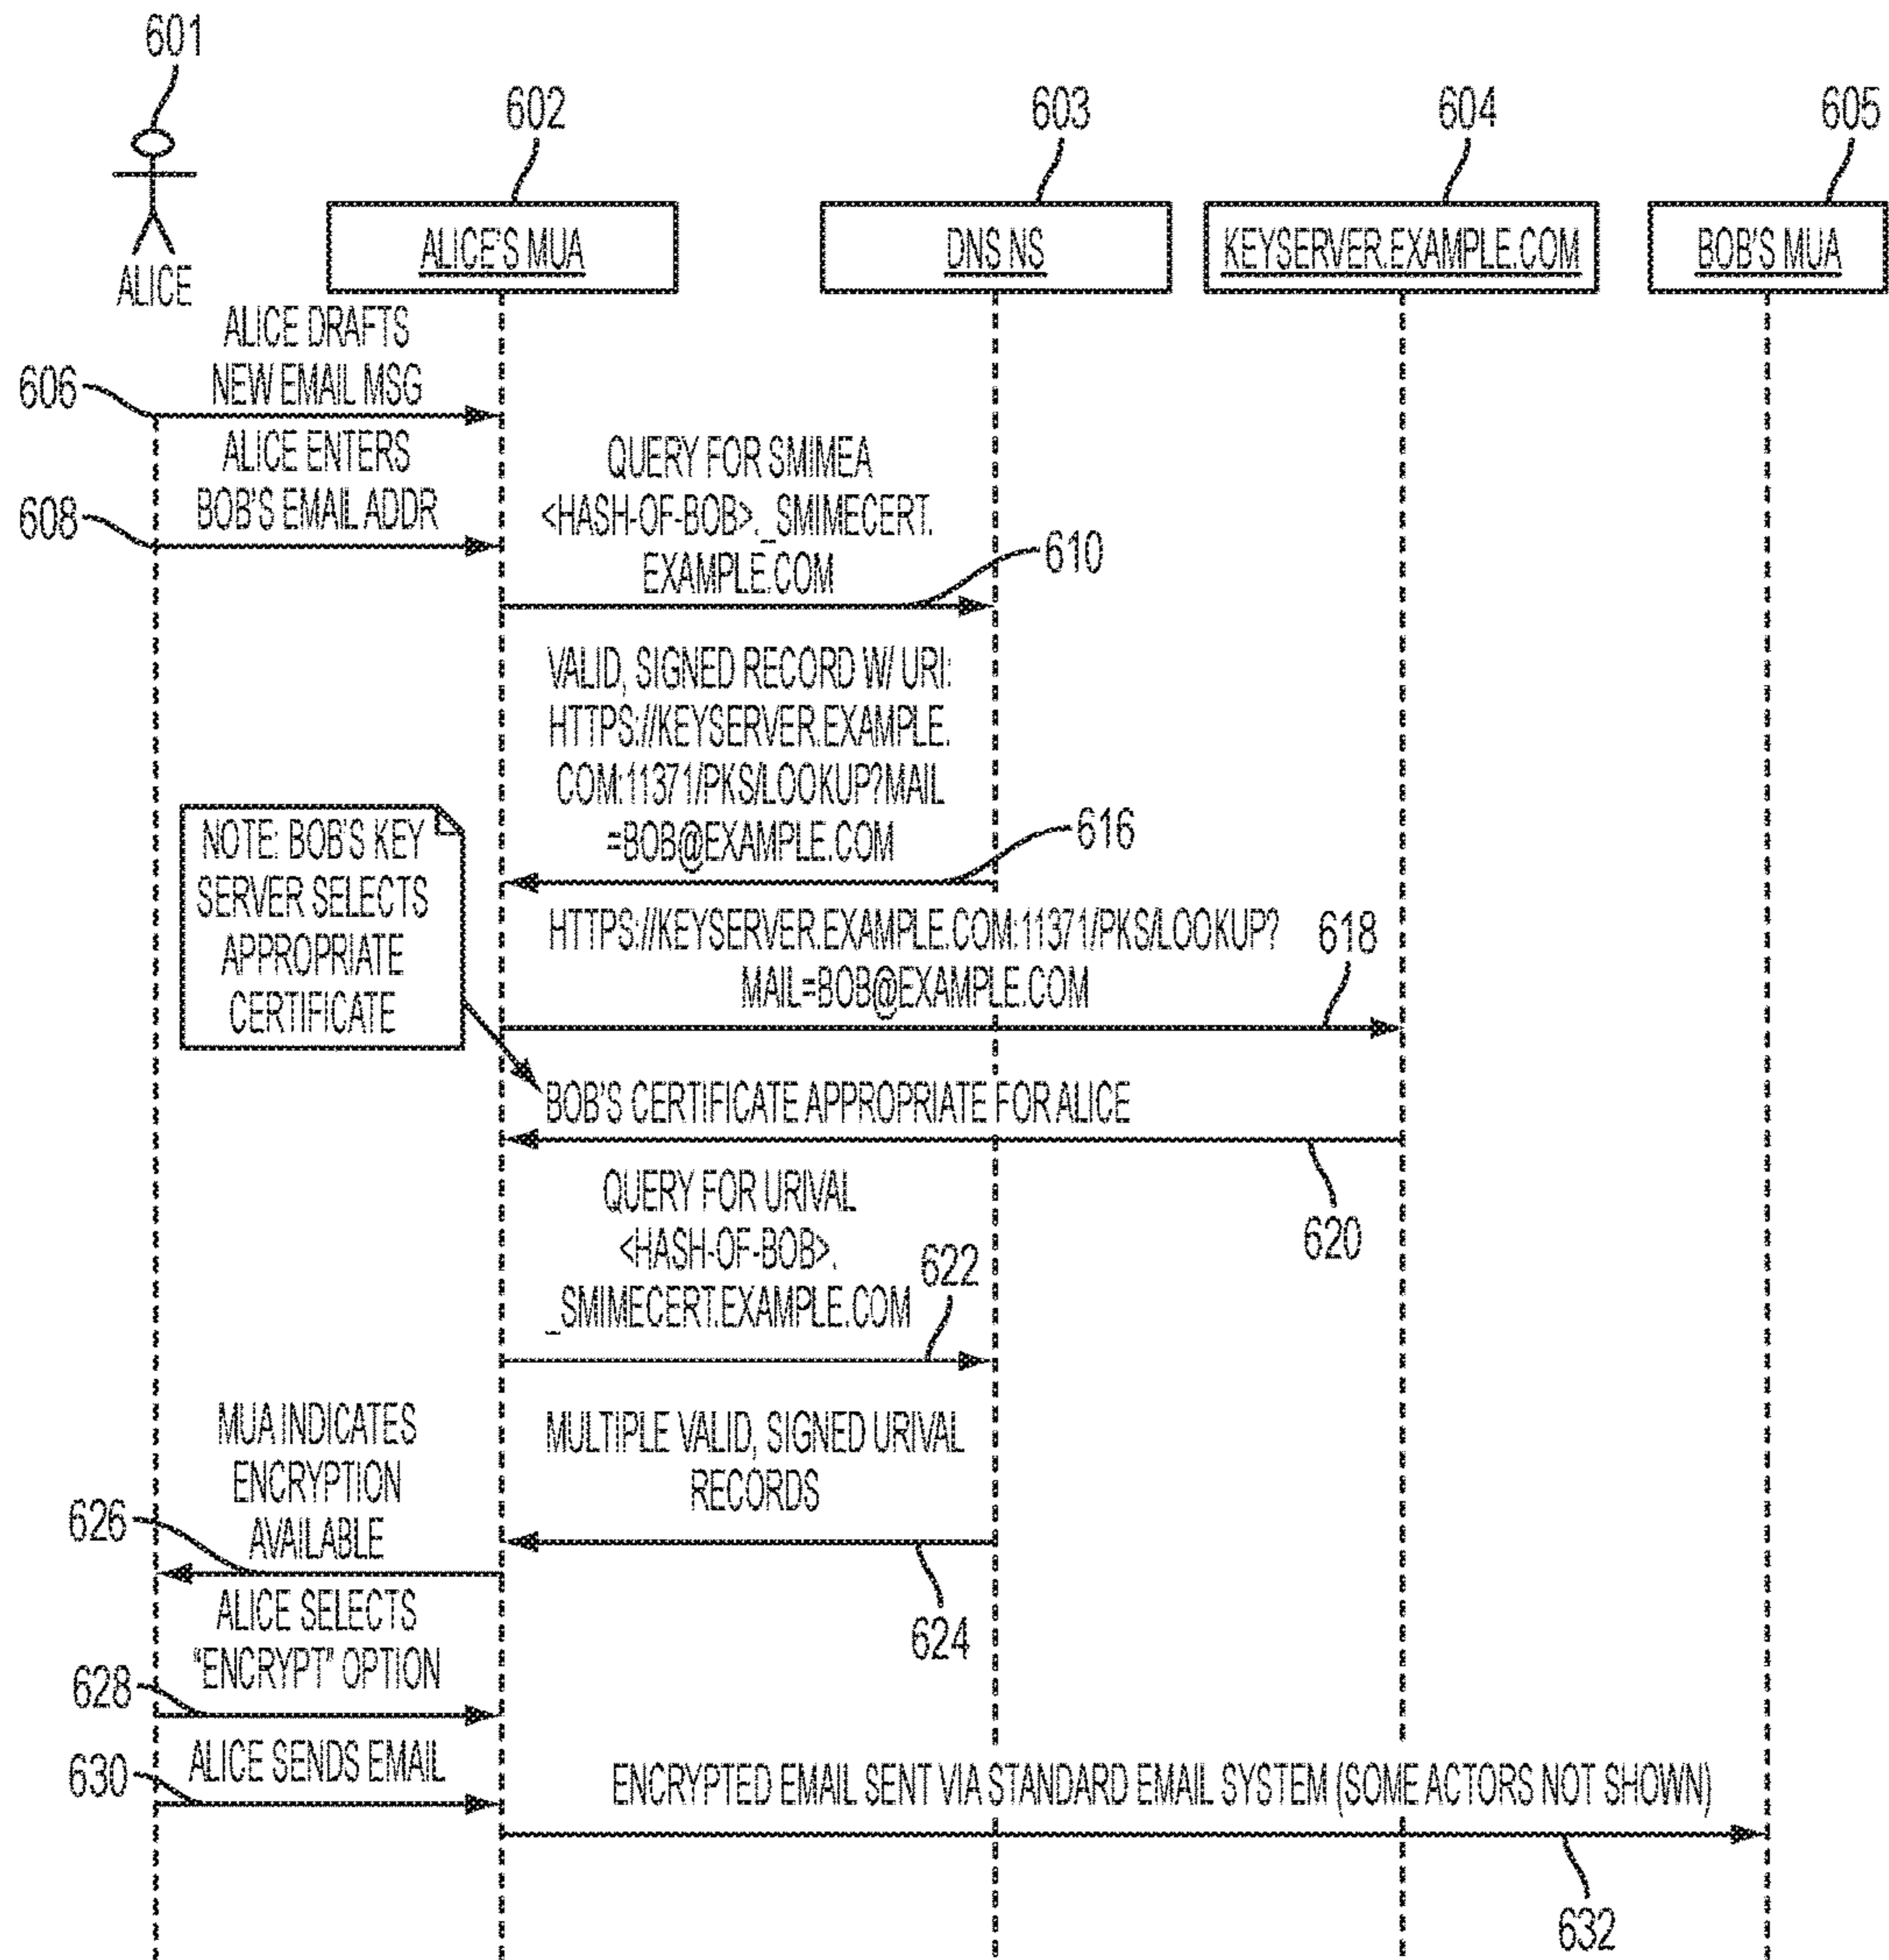 601
602
603
604
605
ALICE
ALICE'S MUA
DNS NS
KEYSERVER.EXAMPLE.COM
BOB'S MUA
ALICE DRAFTS
NEW EMAIL MSG
606
ALICE ENTERS
BOB'S EMAIL ADDR
608
QUERY FOR SMIMEA
<HASH-OF-BOB>._SMIMECERT.
EXAMPLE.COM
610
VALID, SIGNED RECORD W/ URI:
HTTPS://KEYSERVER.EXAMPLE.
COM:11371/PKS/LOOKUP?MAIL
=BOB@EXAMPLE.COM
616
NOTE: BOB'S KEY
SERVER SELECTS
APPROPRIATE
CERTIFICATE
HTTPS://KEYSERVER.EXAMPLE.COM:11371/PKS/LOOKUP?
MAIL=BOB@EXAMPLE.COM
618
BOB'S CERTIFICATE APPROPRIATE FOR ALICE
620
QUERY FOR URIVAL
<HASH-OF-BOB>.
_SMIMECERT.EXAMPLE.COM
622
MULTIPLE VALID, SIGNED URIVAL
RECORDS
624
MUA INDICATES
ENCRYPTION
AVAILABLE
626
ALICE SELECTS
"ENCRYPT" OPTION
628
ALICE SENDS EMAIL
630
ENCRYPTED EMAIL SENT VIA STANDARD EMAIL SYSTEM (SOME ACTORS NOT SHOWN)
632